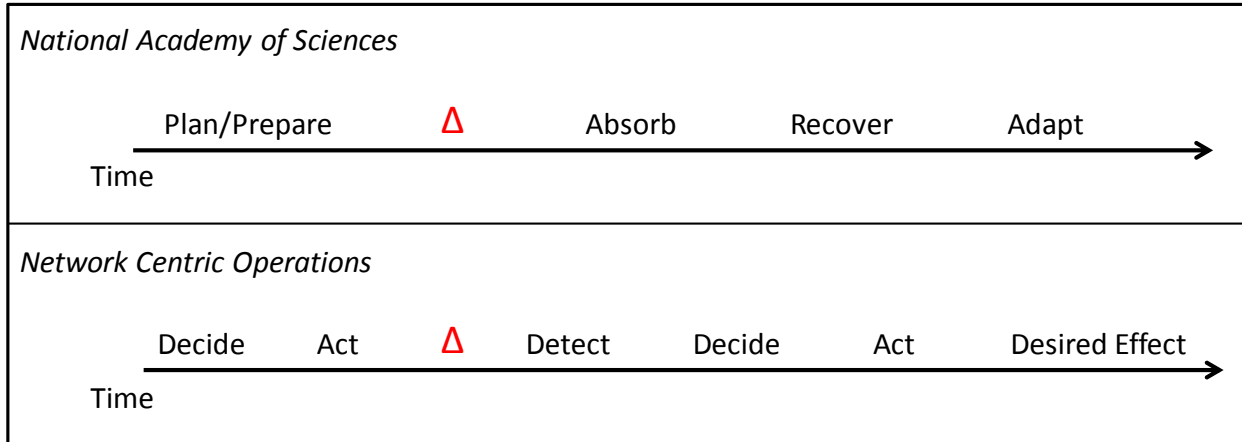 National Academy of Sciences
Plan/Prepare Δ Absorb Recover Adapt
Time
Network Centric Operations
Decide Act Δ Detect Decide Act Desired Effect
Time